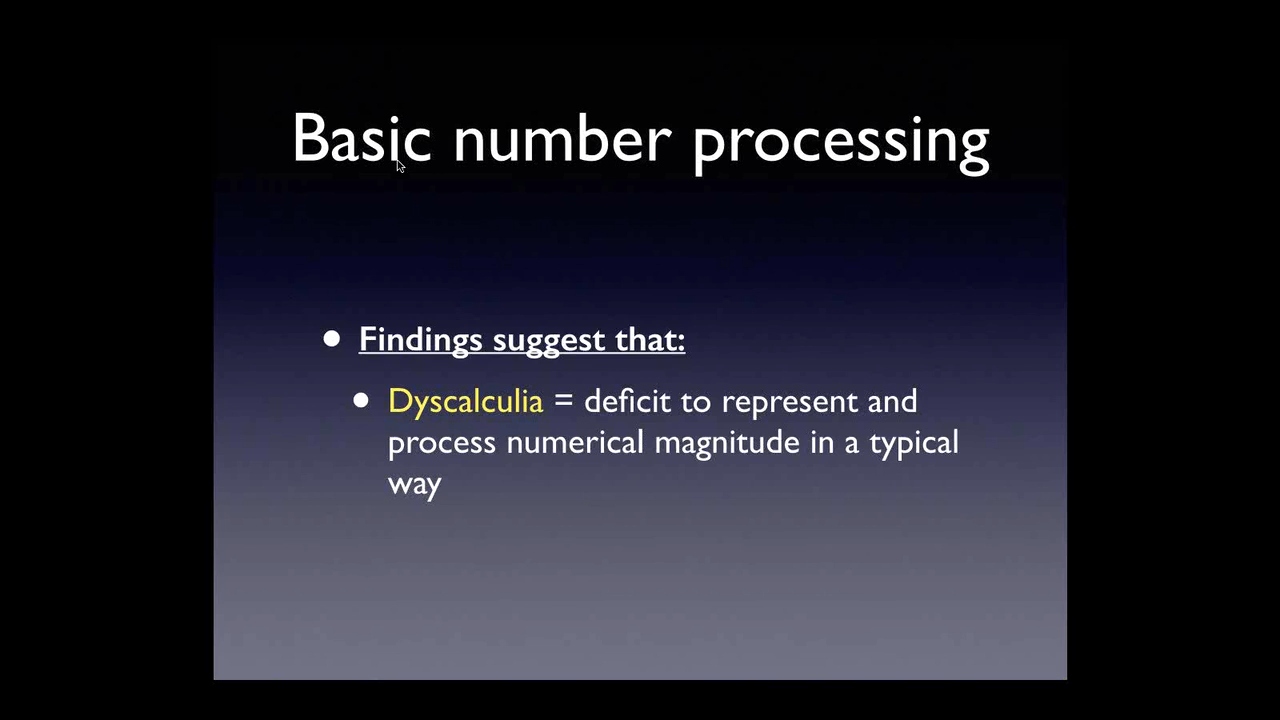 Basic number processing
• Findings suggest that:
• Dyscalculia = deficit to represent and
process numerical magnitude in a typical
way